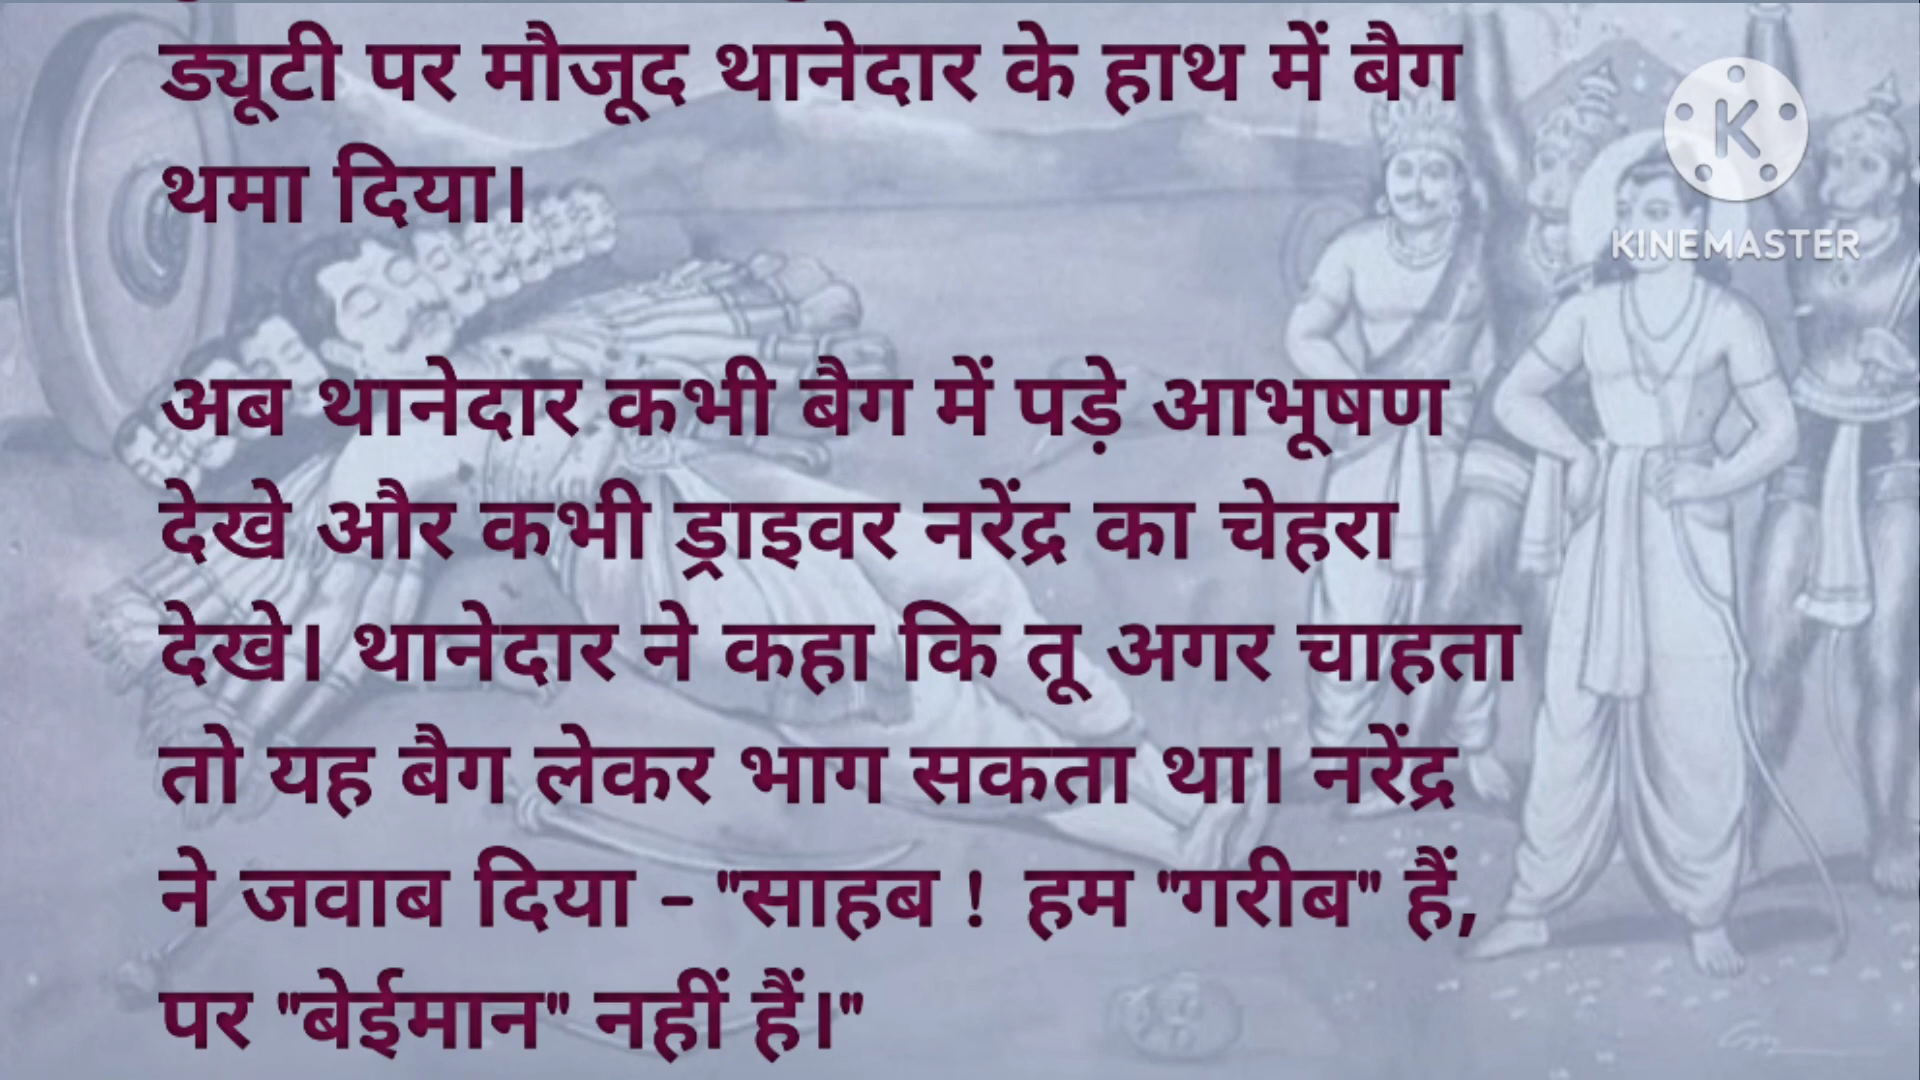 ड्यूटी पर मौजूद थानेदार के हाथ में बैग
थमा दिया।
KINEMASTER
अब थानेदार कभी बैग में पड़े आभूषण
देखे और कभी ड्राइवर नरेंद्र का चेहरा
देखे। थानेदार ने कहा कि तू अगर चाहता
तो यह बैग लेकर भाग सकता था। नरेंद्र
ने जवाब दिया - "साहब ! हम "गरीब" हैं,
पर "बेईमान" नहीं हैं।"